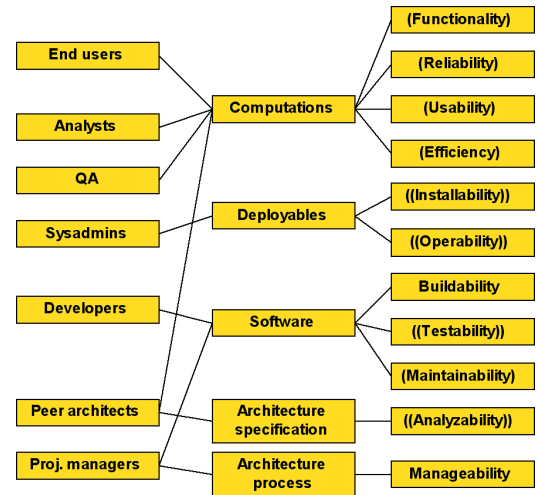 End users
Analysts
QA
Sysadmins
Developers
Peer architects
Proj. managers
Computations
Deployables
Software
Architecture
specification
Architecture
process
(Functionality)
(Reliability)
(Usability)
(Efficiency)
((Installability))
((Operability))
Buildability
((Testability))
(Maintainability)
((Analyzability))
Manageability